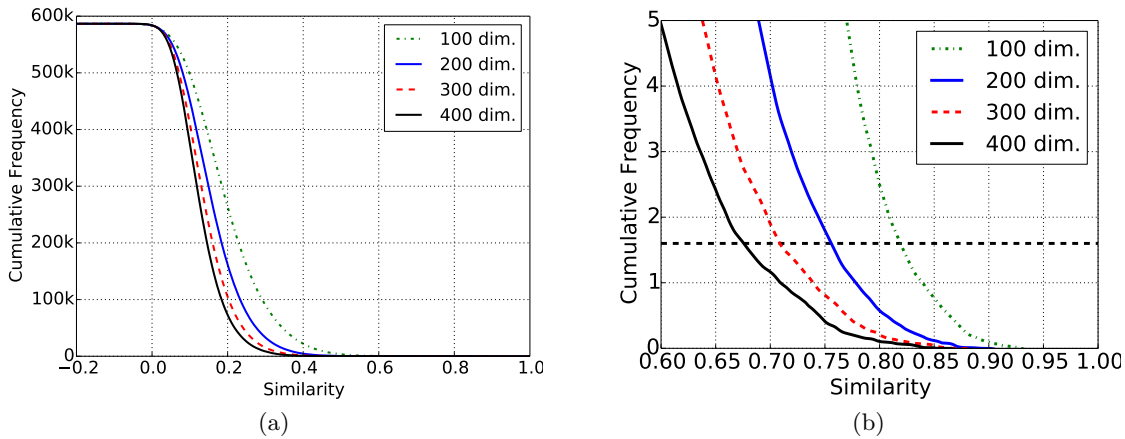 600k
500k
400k
300k
200k
100k
0
−0.2
0.0
0.2
0.4
0.6
0.8
1.0
Cumulative Frequency
Similarity
100 dim.
200 dim.
300 dim.
400 dim.
(a)
5
4
3
2
1
0
0.60
0.65
0.70
0.75
0.80
0.85
0.90
0.95
1.00
Cumulative Frequency
Similarity
100 dim.
200 dim.
300 dim.
400 dim.
(b)